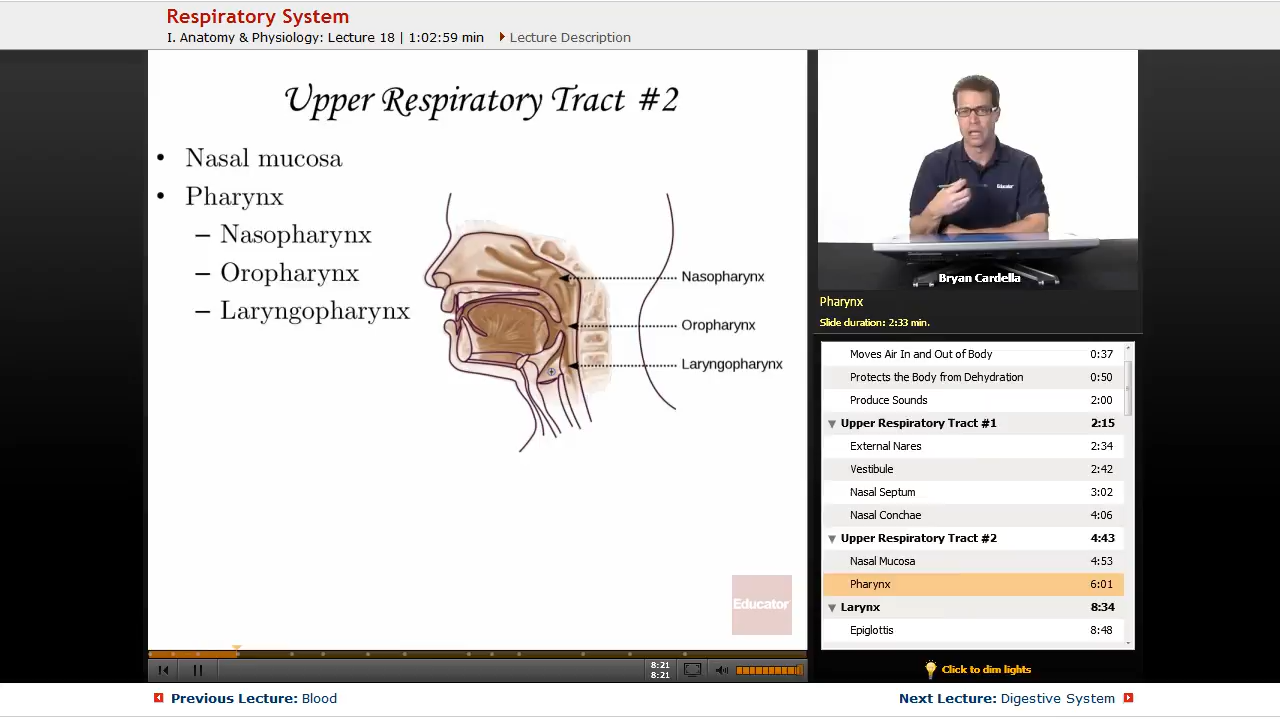 Respiratory System
I. Anatomy & Physiology: Lecture 18 | 1:02:59 min
Lecture Description
Upper Respiratory Tract #2
• Nasal mucosa
• Pharynx
– Nasopharynx
– Oropharynx
– Laryngopharynx
Nasopharynx
Oropharynx
Laryngopharynx
Educator
8:21
8:21
Educator
Bryan Cardella
Pharynx
Slide duration: 2:33 min.
Moves Air In and Out of Body 0:37
Protects the Body from Dehydration 0:50
Produce Sounds 2:00
Upper Respiratory Tract #1 2:15
External Nares 2:34
Vestibule 2:42
Nasal Septum 3:02
Nasal Conchae 4:06
Upper Respiratory Tract #2 4:43
Nasal Mucosa 4:53
Pharynx 6:01
Larynx 8:34
Epiglottis 8:48
Click to dim lights
Previous Lecture: Blood
Next Lecture: Digestive System